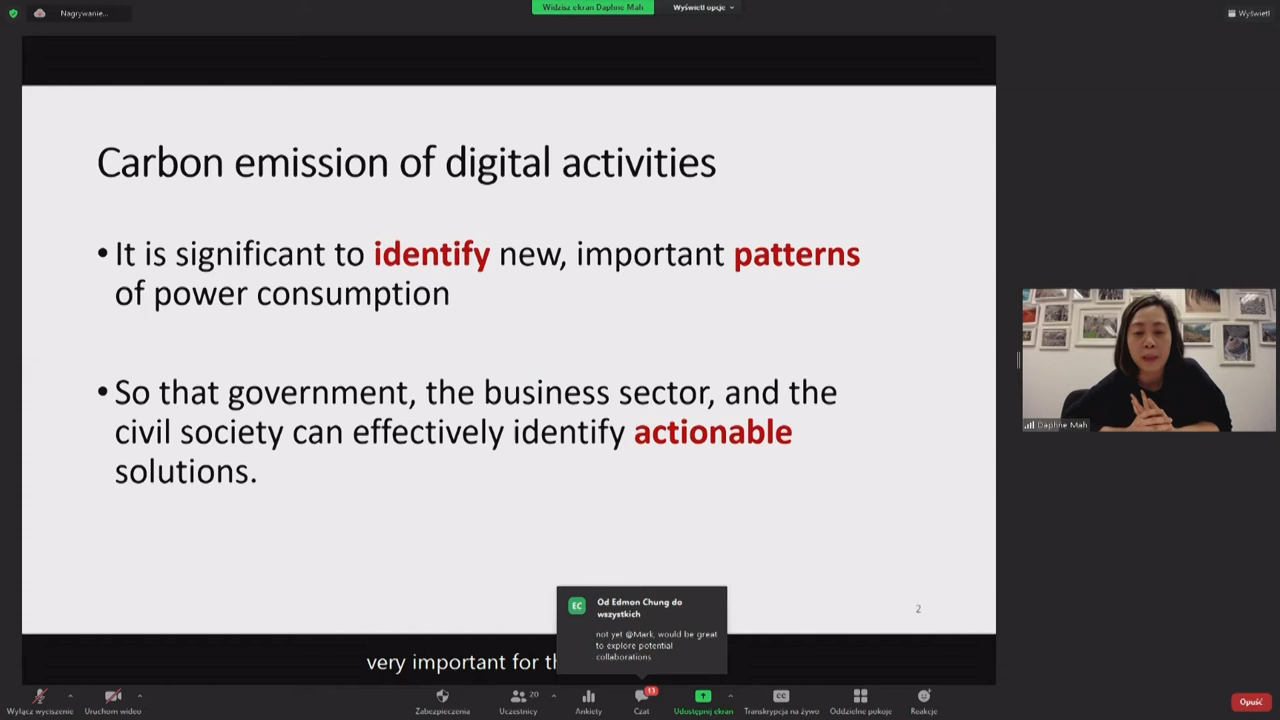 Nagrywanie...
Widzisz ekran Daphne Mah
Wyświetl opcje
Wyświetl
Carbon emission of digital activities
• It is significant to identify new, important patterns
of power consumption
• So that government, the business sector, and the
civil society can effectively identify actionable
solutions.
2
Daphne Mah
EC
Od Edmon Chung do
wszystkich
not yet @Mark, would be great
to explore potential
collaborations
very important for
Wyłącz wyciszenie
Uruchom wideo
Zabezpieczenia
20
Uczestnicy
Ankiety
13
Czat
Udostępnij ekran
CC
Transkrypcja na żywo
Oddzielne pokoje
Reakcje
Opuść